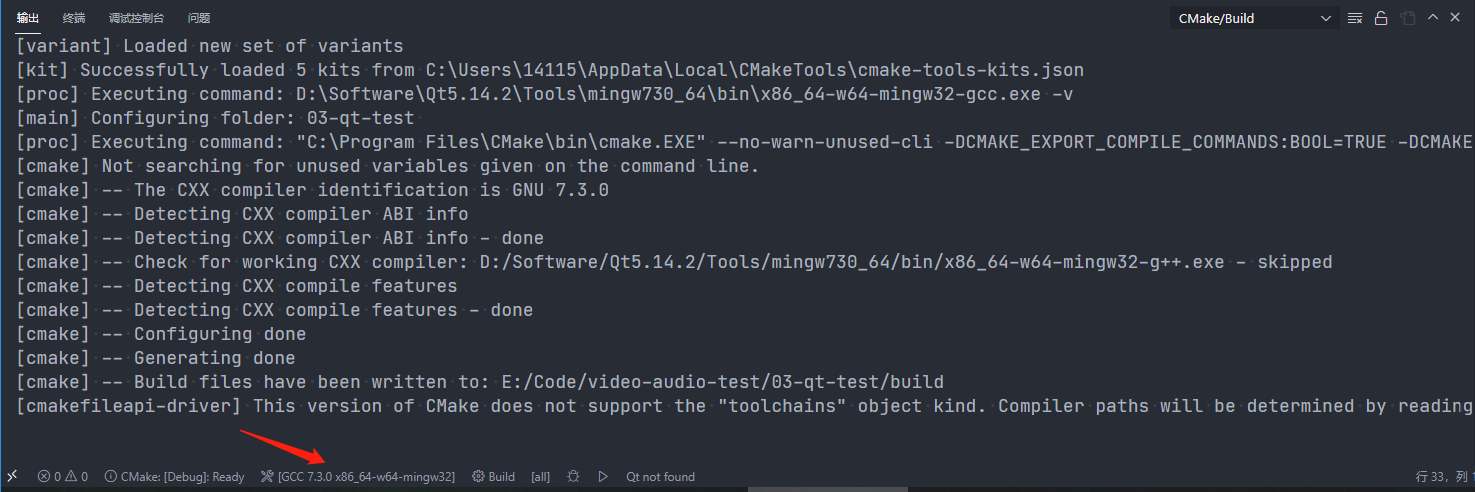 输出 终端 调试控制台 问题 CMake/Build
[variant] Loaded new set of variants
[kit] Successfully loaded 5 kits from C:\Users\14115\AppData\Local\CMakeTools\cmake-tools-kits.json
[proc] Executing command: D:\Software\Qt5.14.2\Tools\mingw730_64\bin\x86_64-w64-mingw32-gcc.exe -v
[main] Configuring folder: 03-qt-test
[proc] Executing command: "C:\Program Files\CMake\bin\cmake.EXE" --no-warn-unused-cli -DCMAKE_EXPORT_COMPILE_COMMANDS:BOOL=TRUE -DCMAKE
[cmake] Not searching for unused variables given on the command line.
[cmake] -- The CXX compiler identification is GNU 7.3.0
[cmake] -- Detecting CXX compiler ABI info
[cmake] -- Detecting CXX compiler ABI info - done
[cmake] -- Check for working CXX compiler: D:/Software/Qt5.14.2/Tools/mingw730_64/bin/x86_64-w64-mingw32-g++.exe - skipped
[cmake] -- Detecting CXX compile features
[cmake] -- Detecting CXX compile features - done
[cmake] -- Configuring done
[cmake] -- Generating done
[cmake] -- Build files have been written to: E:/Code/video-audio-test/03-qt-test/build
[cmakefileapi-driver] This version of CMake does not support the "toolchains" object kind. Compiler paths will be determined by reading
0 0 CMake: [Debug]: Ready [GCC 7.3.0 x86_64-w64-mingw32] Build [all] Qt not found 行 33，列